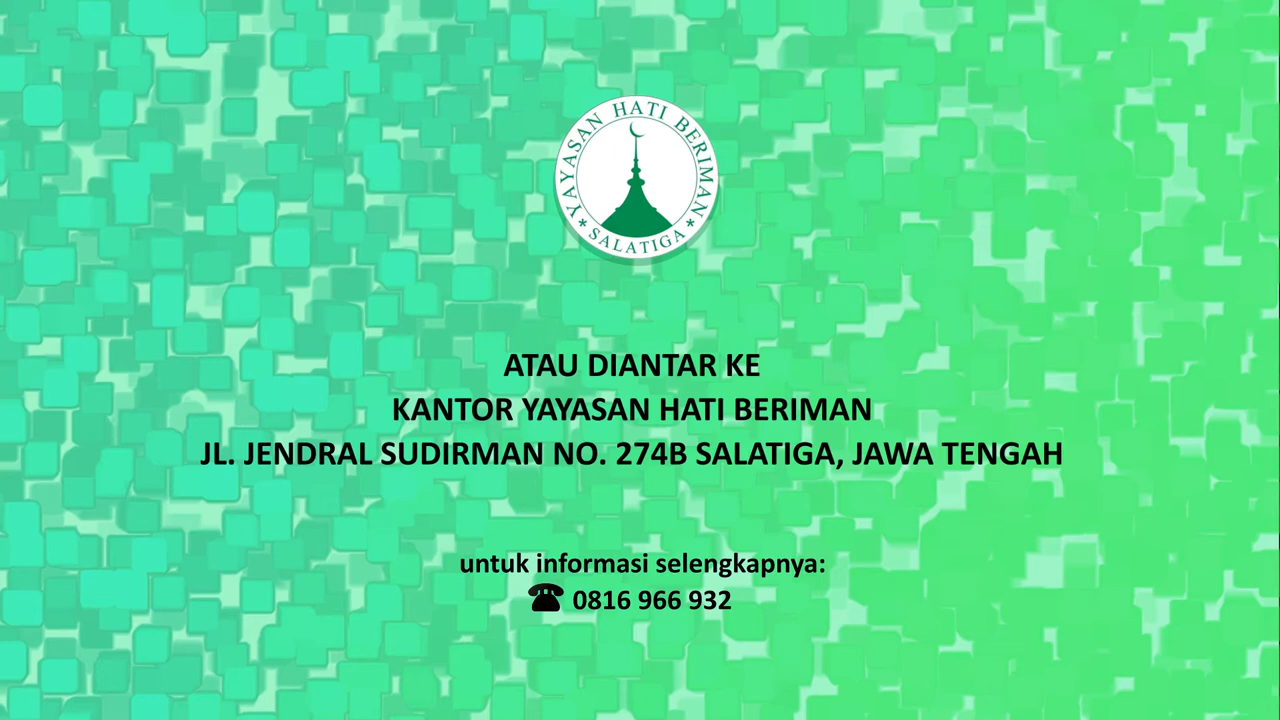 YAYASAN HATI BERIMAN
* SALATIGA *
ATAU DIANTAR KE
KANTOR YAYASAN HATI BERIMAN
JL. JENDRAL SUDIRMAN NO. 274B SALATIGA, JAWA TENGAH
untuk informasi selengkapnya:
☎ 0816 966 932